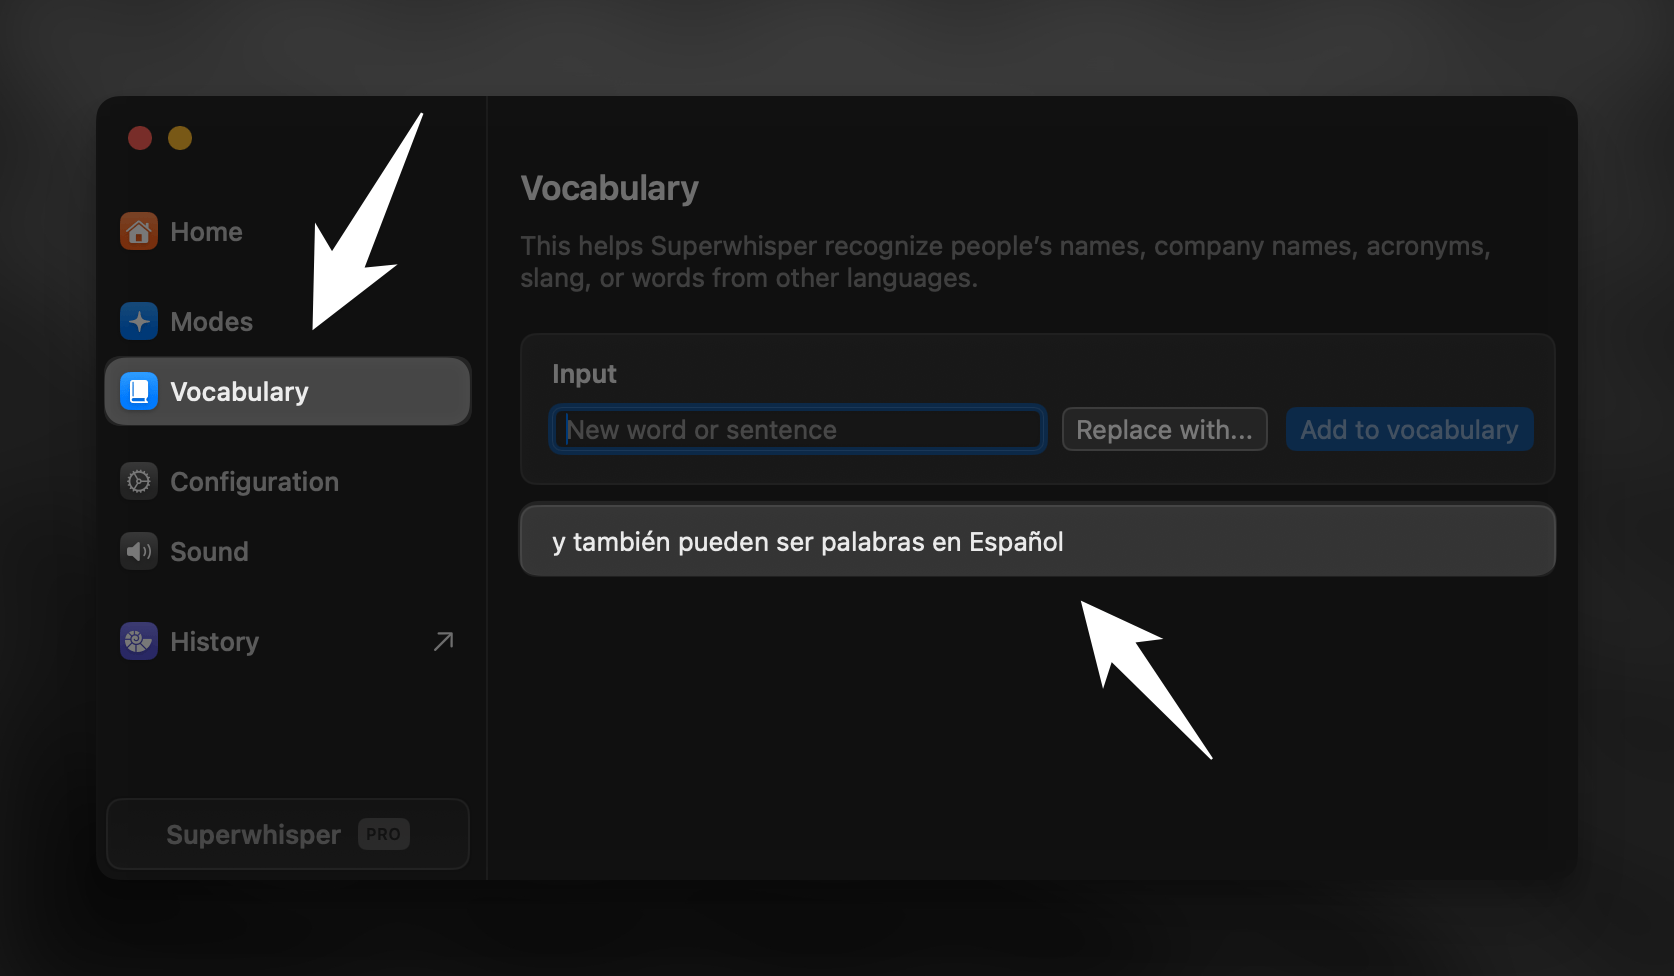 Home
Modes
Vocabulary
Configuration
Sound
History
Superwhisper PRO
Vocabulary
This helps Superwhisper recognize people’s names, company names, acronyms,
slang, or words from other languages.
Input
New word or sentence
Replace with...
Add to vocabulary
y también pueden ser palabras en Español